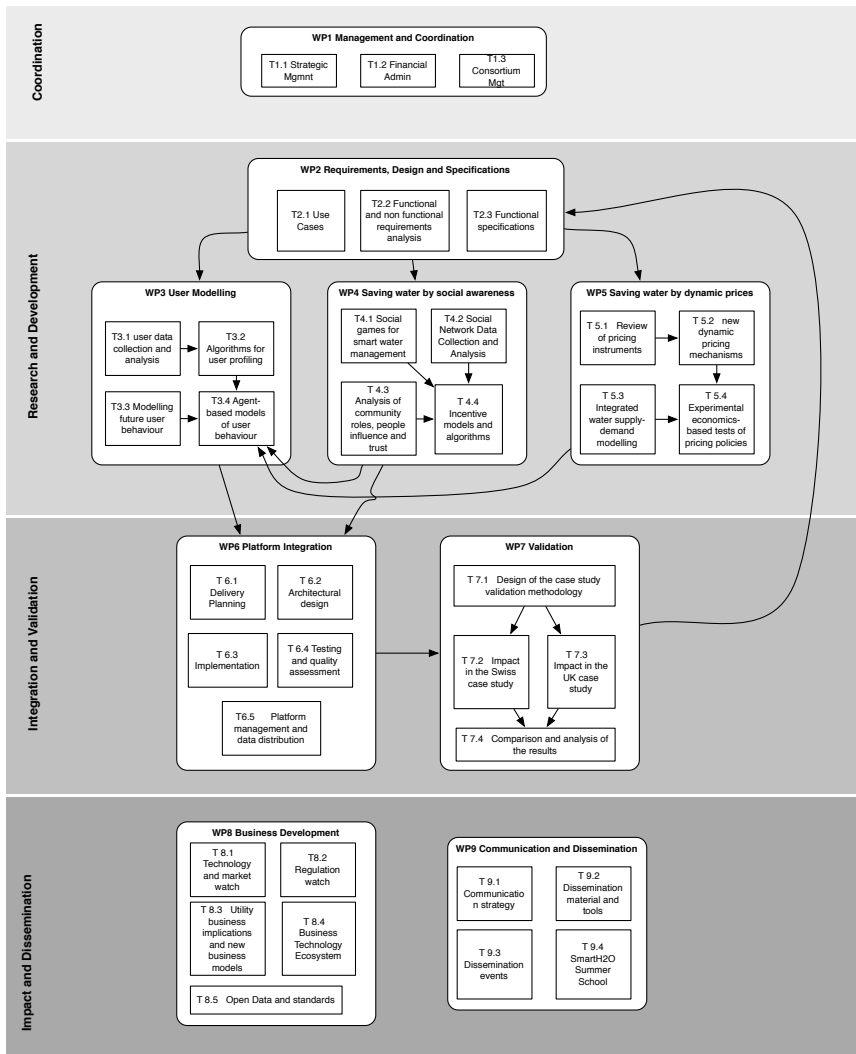 Coordination
WP1 Management and Coordination
T1.1 Strategic
Mgmnt
T1.2 Financial
Admin
T1.3
Consortium
Mgt
Research and Development
WP2 Requirements, Design and Specifications
T2.1 Use
Cases
T2.2 Functional
and non functional
requirements
analysis
T2.3 Functional
specifications
WP3 User Modelling
T3.1 user data
collection and
analysis
T3.2
Algorithms for
user profiling
T3.3 Modelling
future user
behaviour
T3.4 Agent-
based models
of user
behaviour
WP4 Saving water by social awareness
T4.1 Social
games for
smart water
management
T4.2 Social
Network Data
Collection and
Analysis
T 4.3
Analysis of
community
roles, people
influence and
trust
T 4.4
Incentive models
and algorithms
WP5 Saving water by dynamic prices
T 5.1 Review
of pricing
instruments
T 5.2 new
dynamic
pricing
mechanisms
T 5.3
Integrated
water supply-
demand
modelling
T 5.4
Experimental
economics-
based tests of
pricing policies
Integration and Validation
WP6 Platform Integration
T 6.1
Delivery
Planning
T 6.2
Architectural
design
T 6.3
Implementation
T 6.4 Testing
and quality
assessment
T6.5 Platform
management and
data distribution
WP7 Validation
T 7.1 Design of the case study
validation methodology
T 7.2 Impact
in the Swiss
case study
T 7.3
Impact in the
UK case
study
T 7.4 Comparison and analysis of
the results
Impact and Dissemination
WP8 Business Development
T 8.1
Technology
and market
watch
T8.2
Regulation
watch
T 8.3 Utility
business
implications
and new
business
models
T 8.4
Business
Technology
Ecosystem
T 8.5 Open Data and standards
WP9 Communication and Dissemination
T 9.1
Communicatio
n strategy
T 9.2
Dissemination
material and
tools
T 9.3
Dissemination
events
T 9.4
SmartH2O
Summer
School